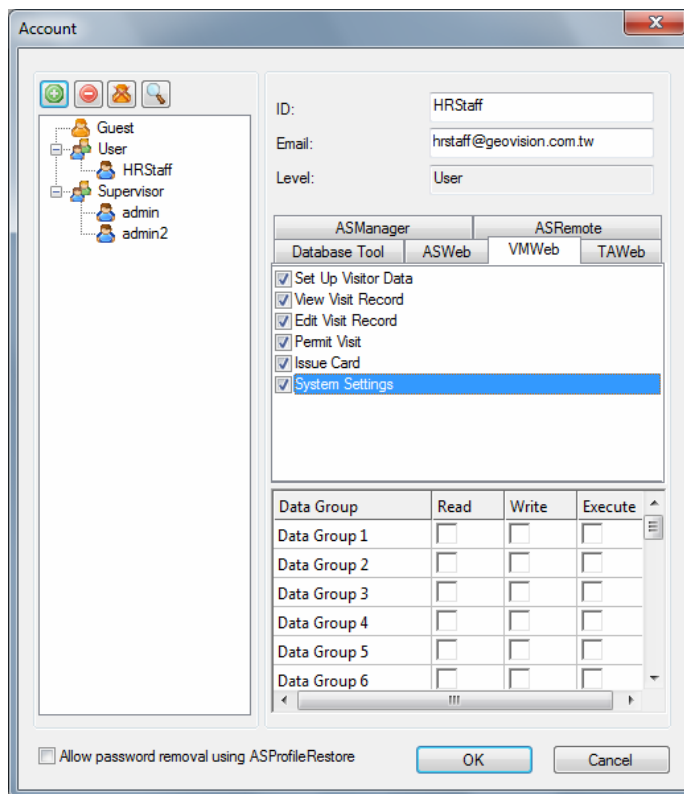 Account
Guest
User
HRStaff
Supervisor
admin
admin2
ID: HRStaff
Email: hrstaff@geovision.com.tw
Level: User
ASManager ASRemote
Database Tool ASWeb VMWeb TAWeb
Set Up Visitor Data
View Visit Record
Edit Visit Record
Permit Visit
Issue Card
System Settings
Data Group Read Write Execute
Data Group 1
Data Group 2
Data Group 3
Data Group 4
Data Group 5
Data Group 6
Allow password removal using ASProfileRestore
OK Cancel